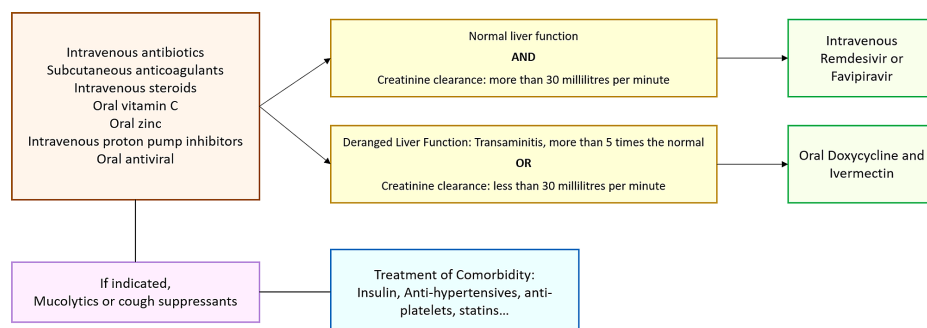 Intravenous antibiotics
Subcutaneous anticoagulants
Intravenous steroids
Oral vitamin C
Oral zinc
Intravenous proton pump inhibitors
Oral antiviral
Normal liver function
AND
Creatinine clearance: more than 30 millilitres per minute
Intravenous
Remdesivir or
Favipiravir
Deranged Liver Function: Transaminitis, more than 5 times the normal
OR
Creatinine clearance: less than 30 millilitres per minute
Oral Doxycycline and
Ivermectin
If indicated,
Mucolytics or cough suppressants
Treatment of Comorbidity:
Insulin, Anti-hypertensives, anti-
platelets, statins...